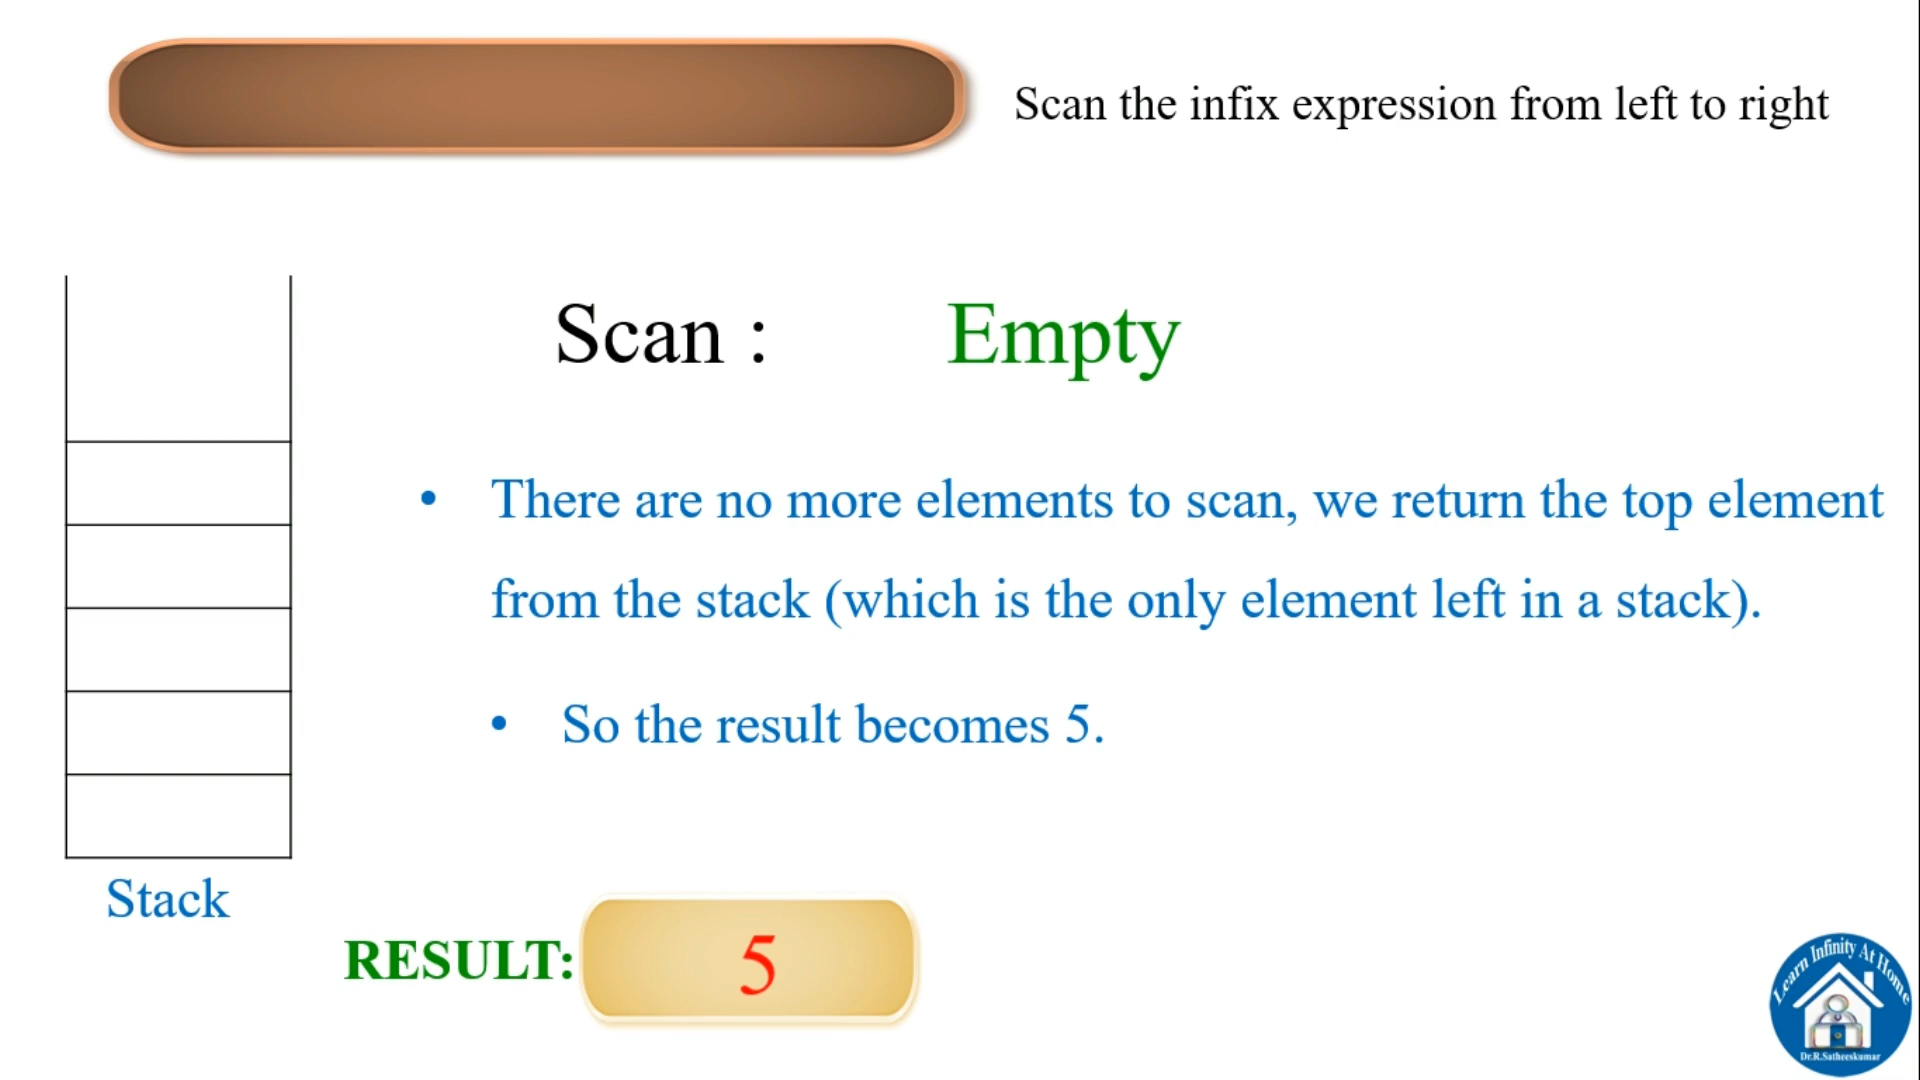 Scan the infix expression from left to right
Scan : Empty
• There are no more elements to scan, we return the top element
from the stack (which is the only element left in a stack).
• So the result becomes 5.
Stack
RESULT: 5
Learn Infinity At Home
Dr.R.Satheeskumar